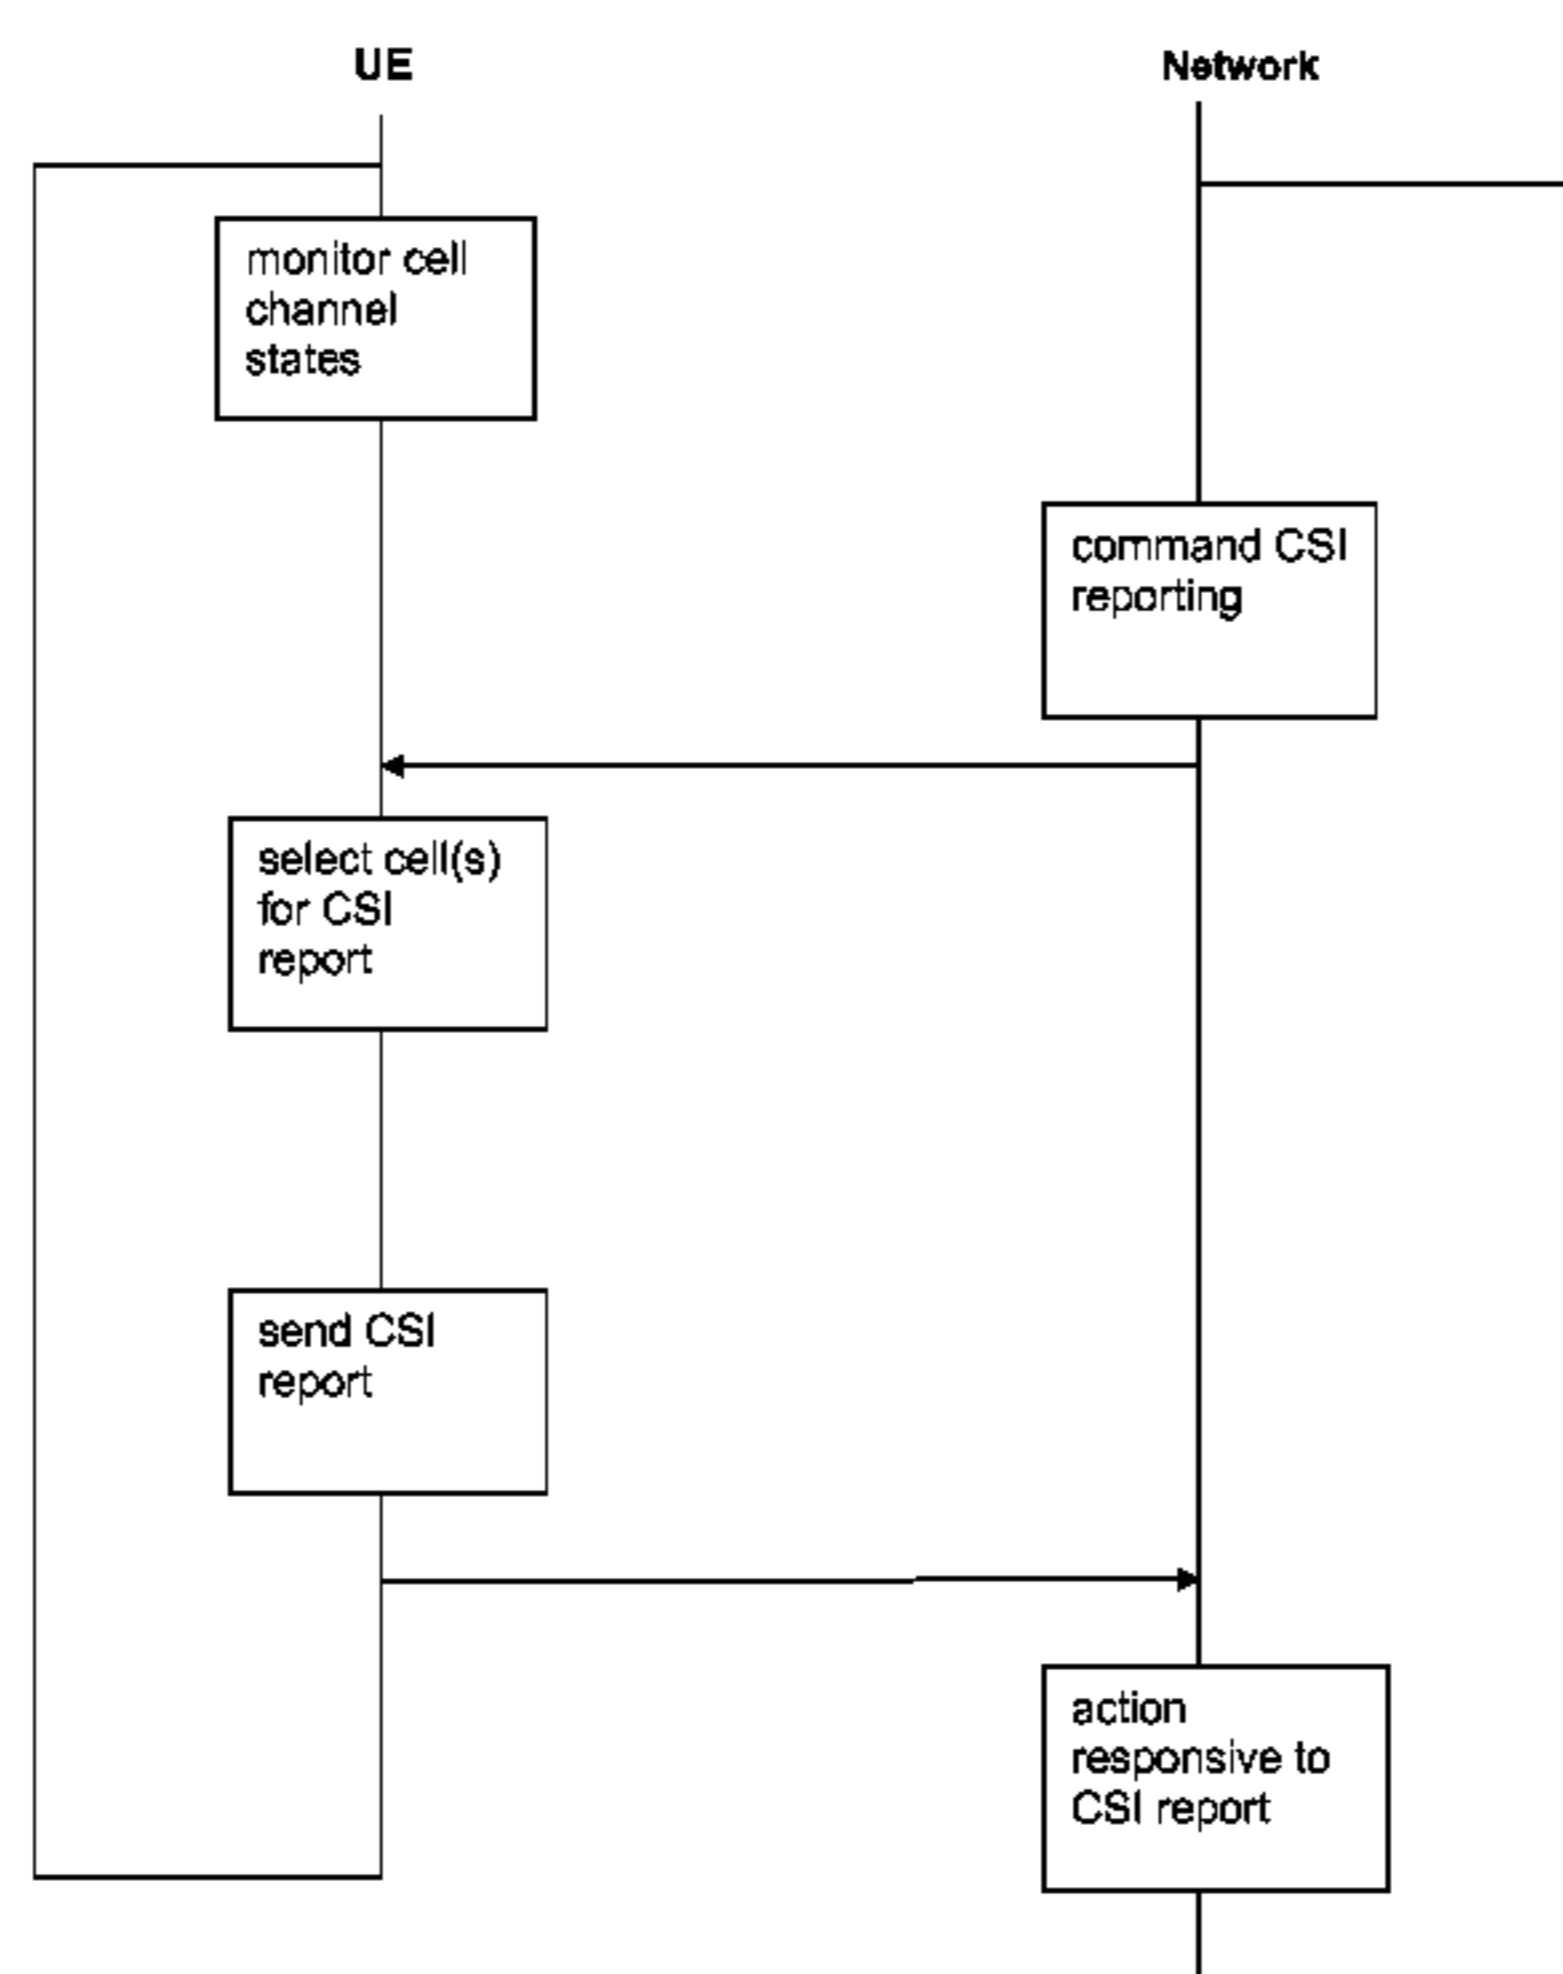 UE
Network
monitor cell
channel
states
command CSI
reporting
select cell(s)
for CSI
report
send CSI
report
action
responsive to
CSI report